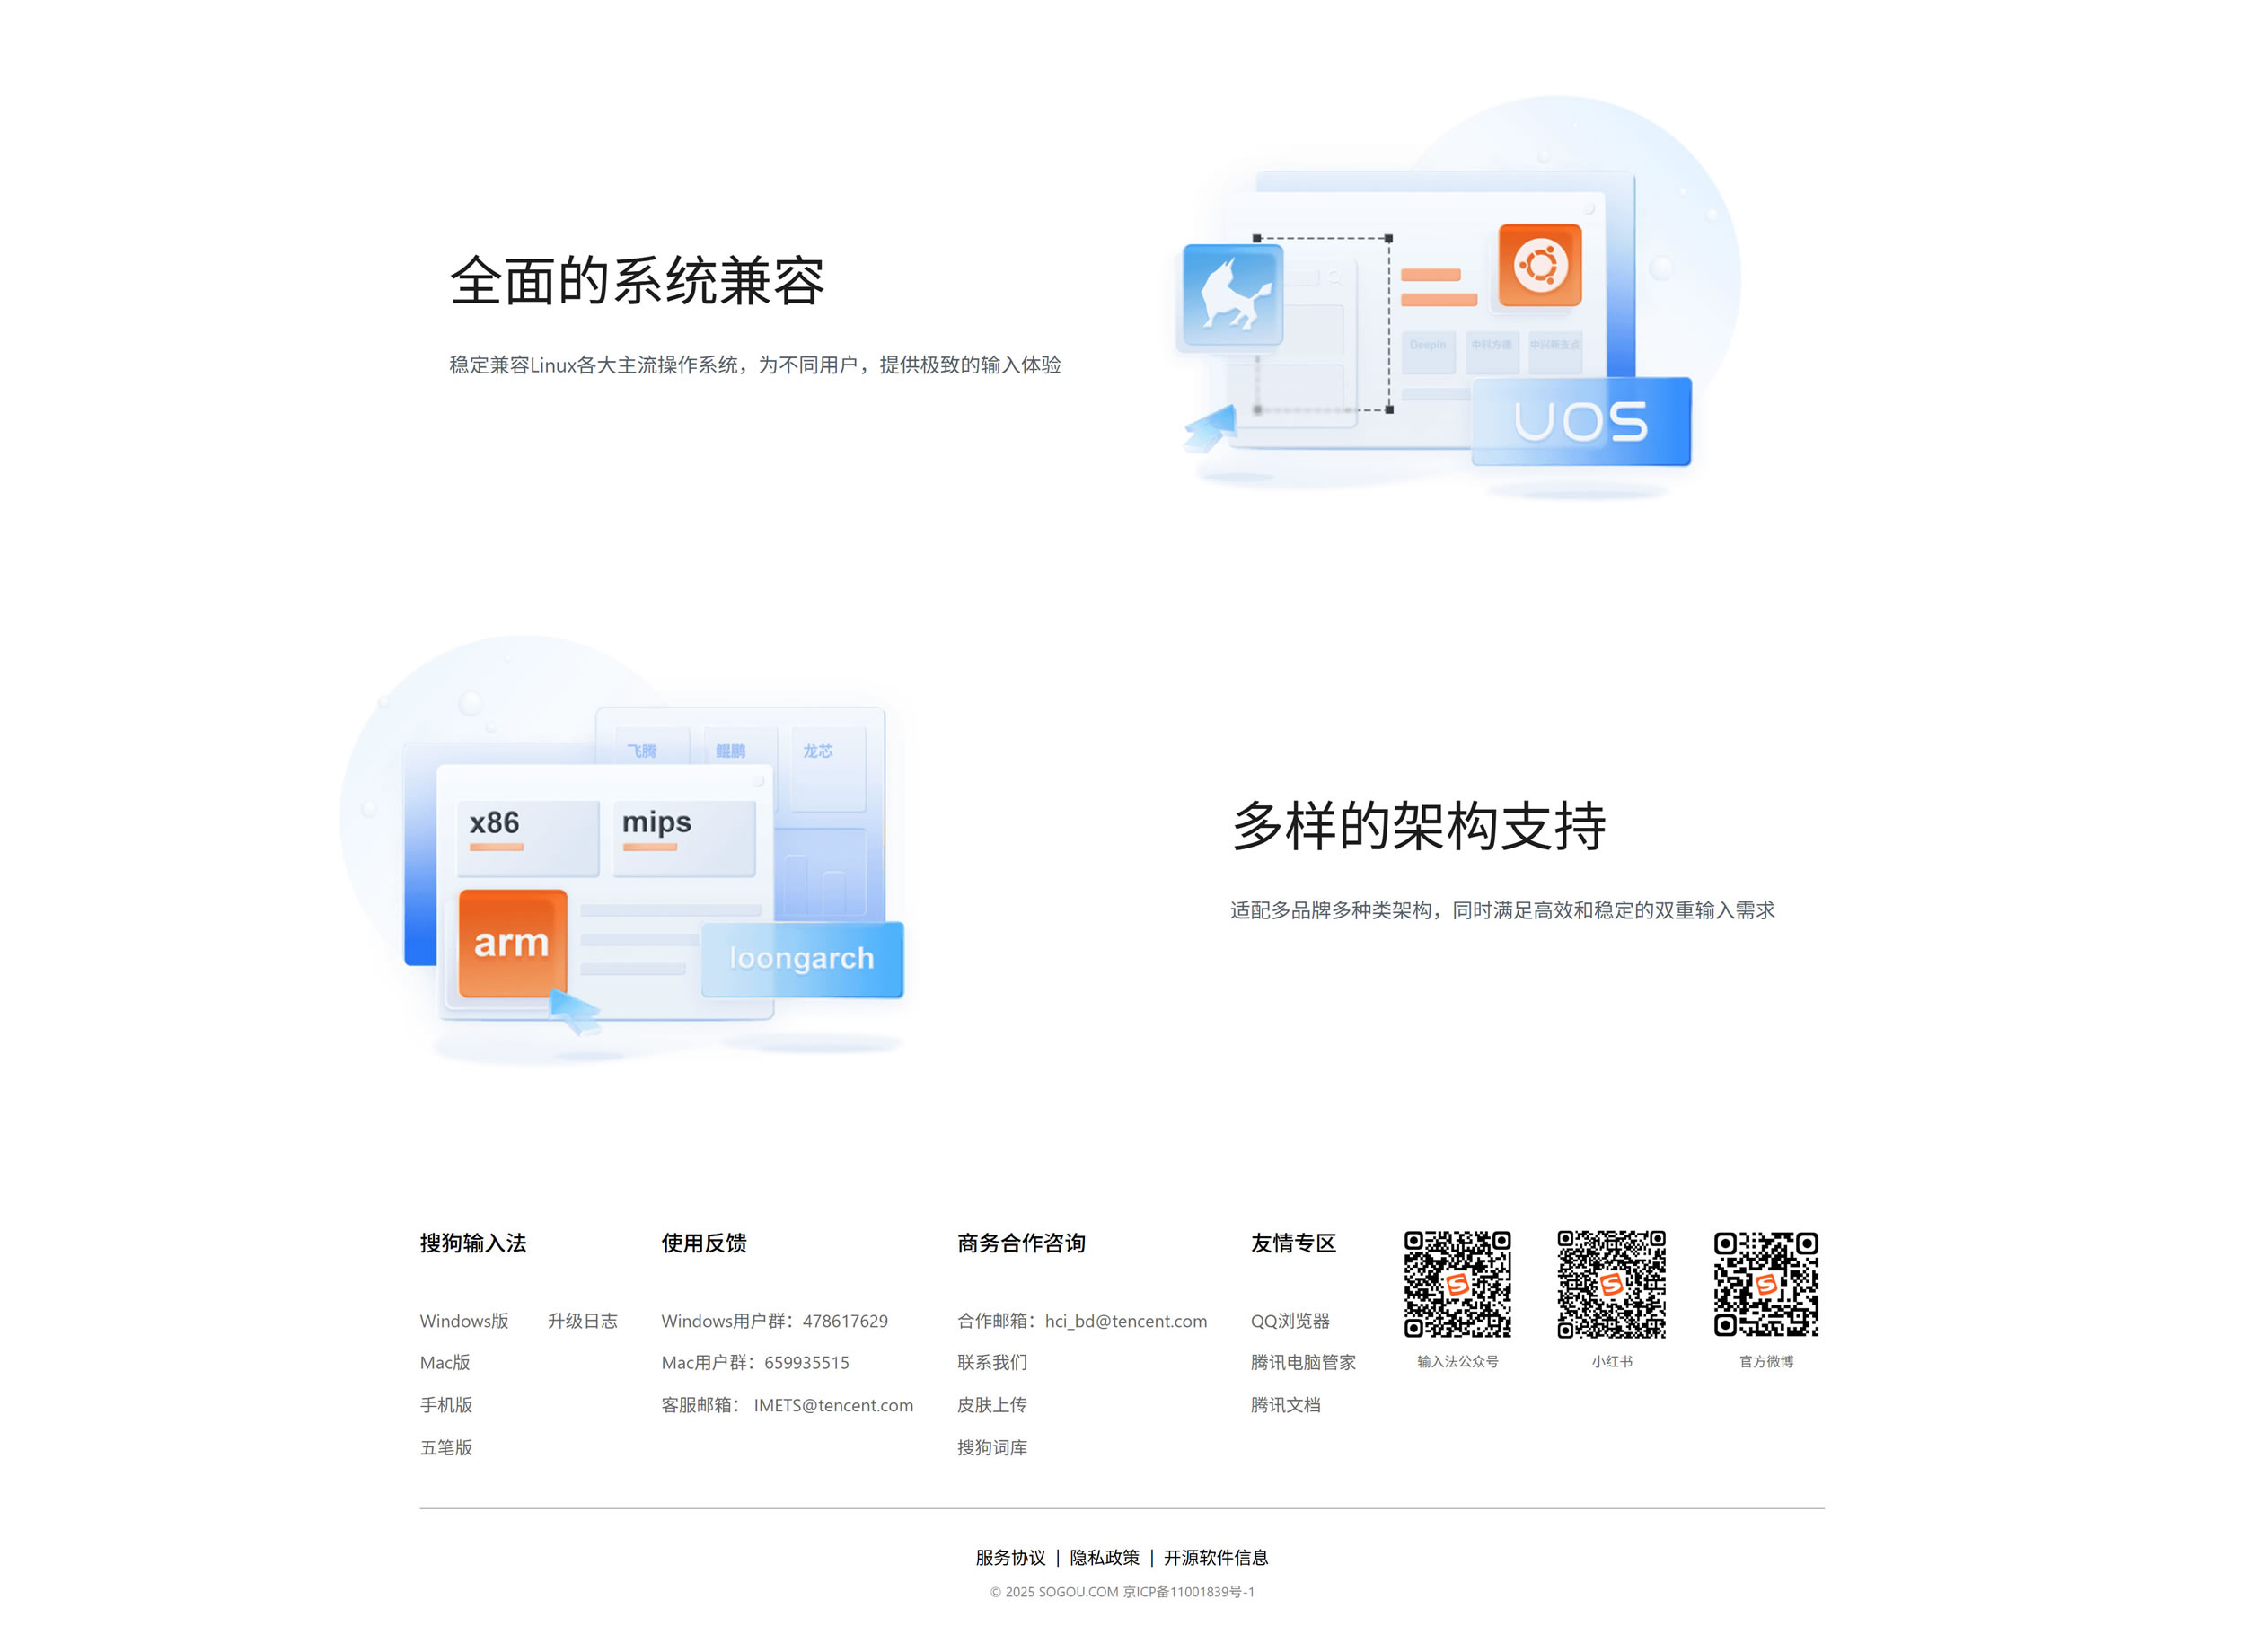 全面的系统兼容
稳定兼容Linux各大主流操作系统，为不同用户，提供极致的输入体验
Deepin
中科方德
中兴新支点
UOS
飞腾
鲲鹏
龙芯
x86
mips
arm
loongarch
多样的架构支持
适配多品牌多种类架构，同时满足高效和稳定的双重输入需求
搜狗输入法
Windows版
升级日志
Mac版
手机版
五笔版
使用反馈
Windows用户群：478617629
Mac用户群：659935515
客服邮箱： IMETS@tencent.com
商务合作咨询
合作邮箱：hci_bd@tencent.com
联系我们
皮肤上传
搜狗词库
友情专区
QQ浏览器
腾讯电脑管家
腾讯文档
输入法公众号
小红书
官方微博
服务协议 | 隐私政策 | 开源软件信息
© 2025 SOGOU.COM 京ICP备11001839号-1